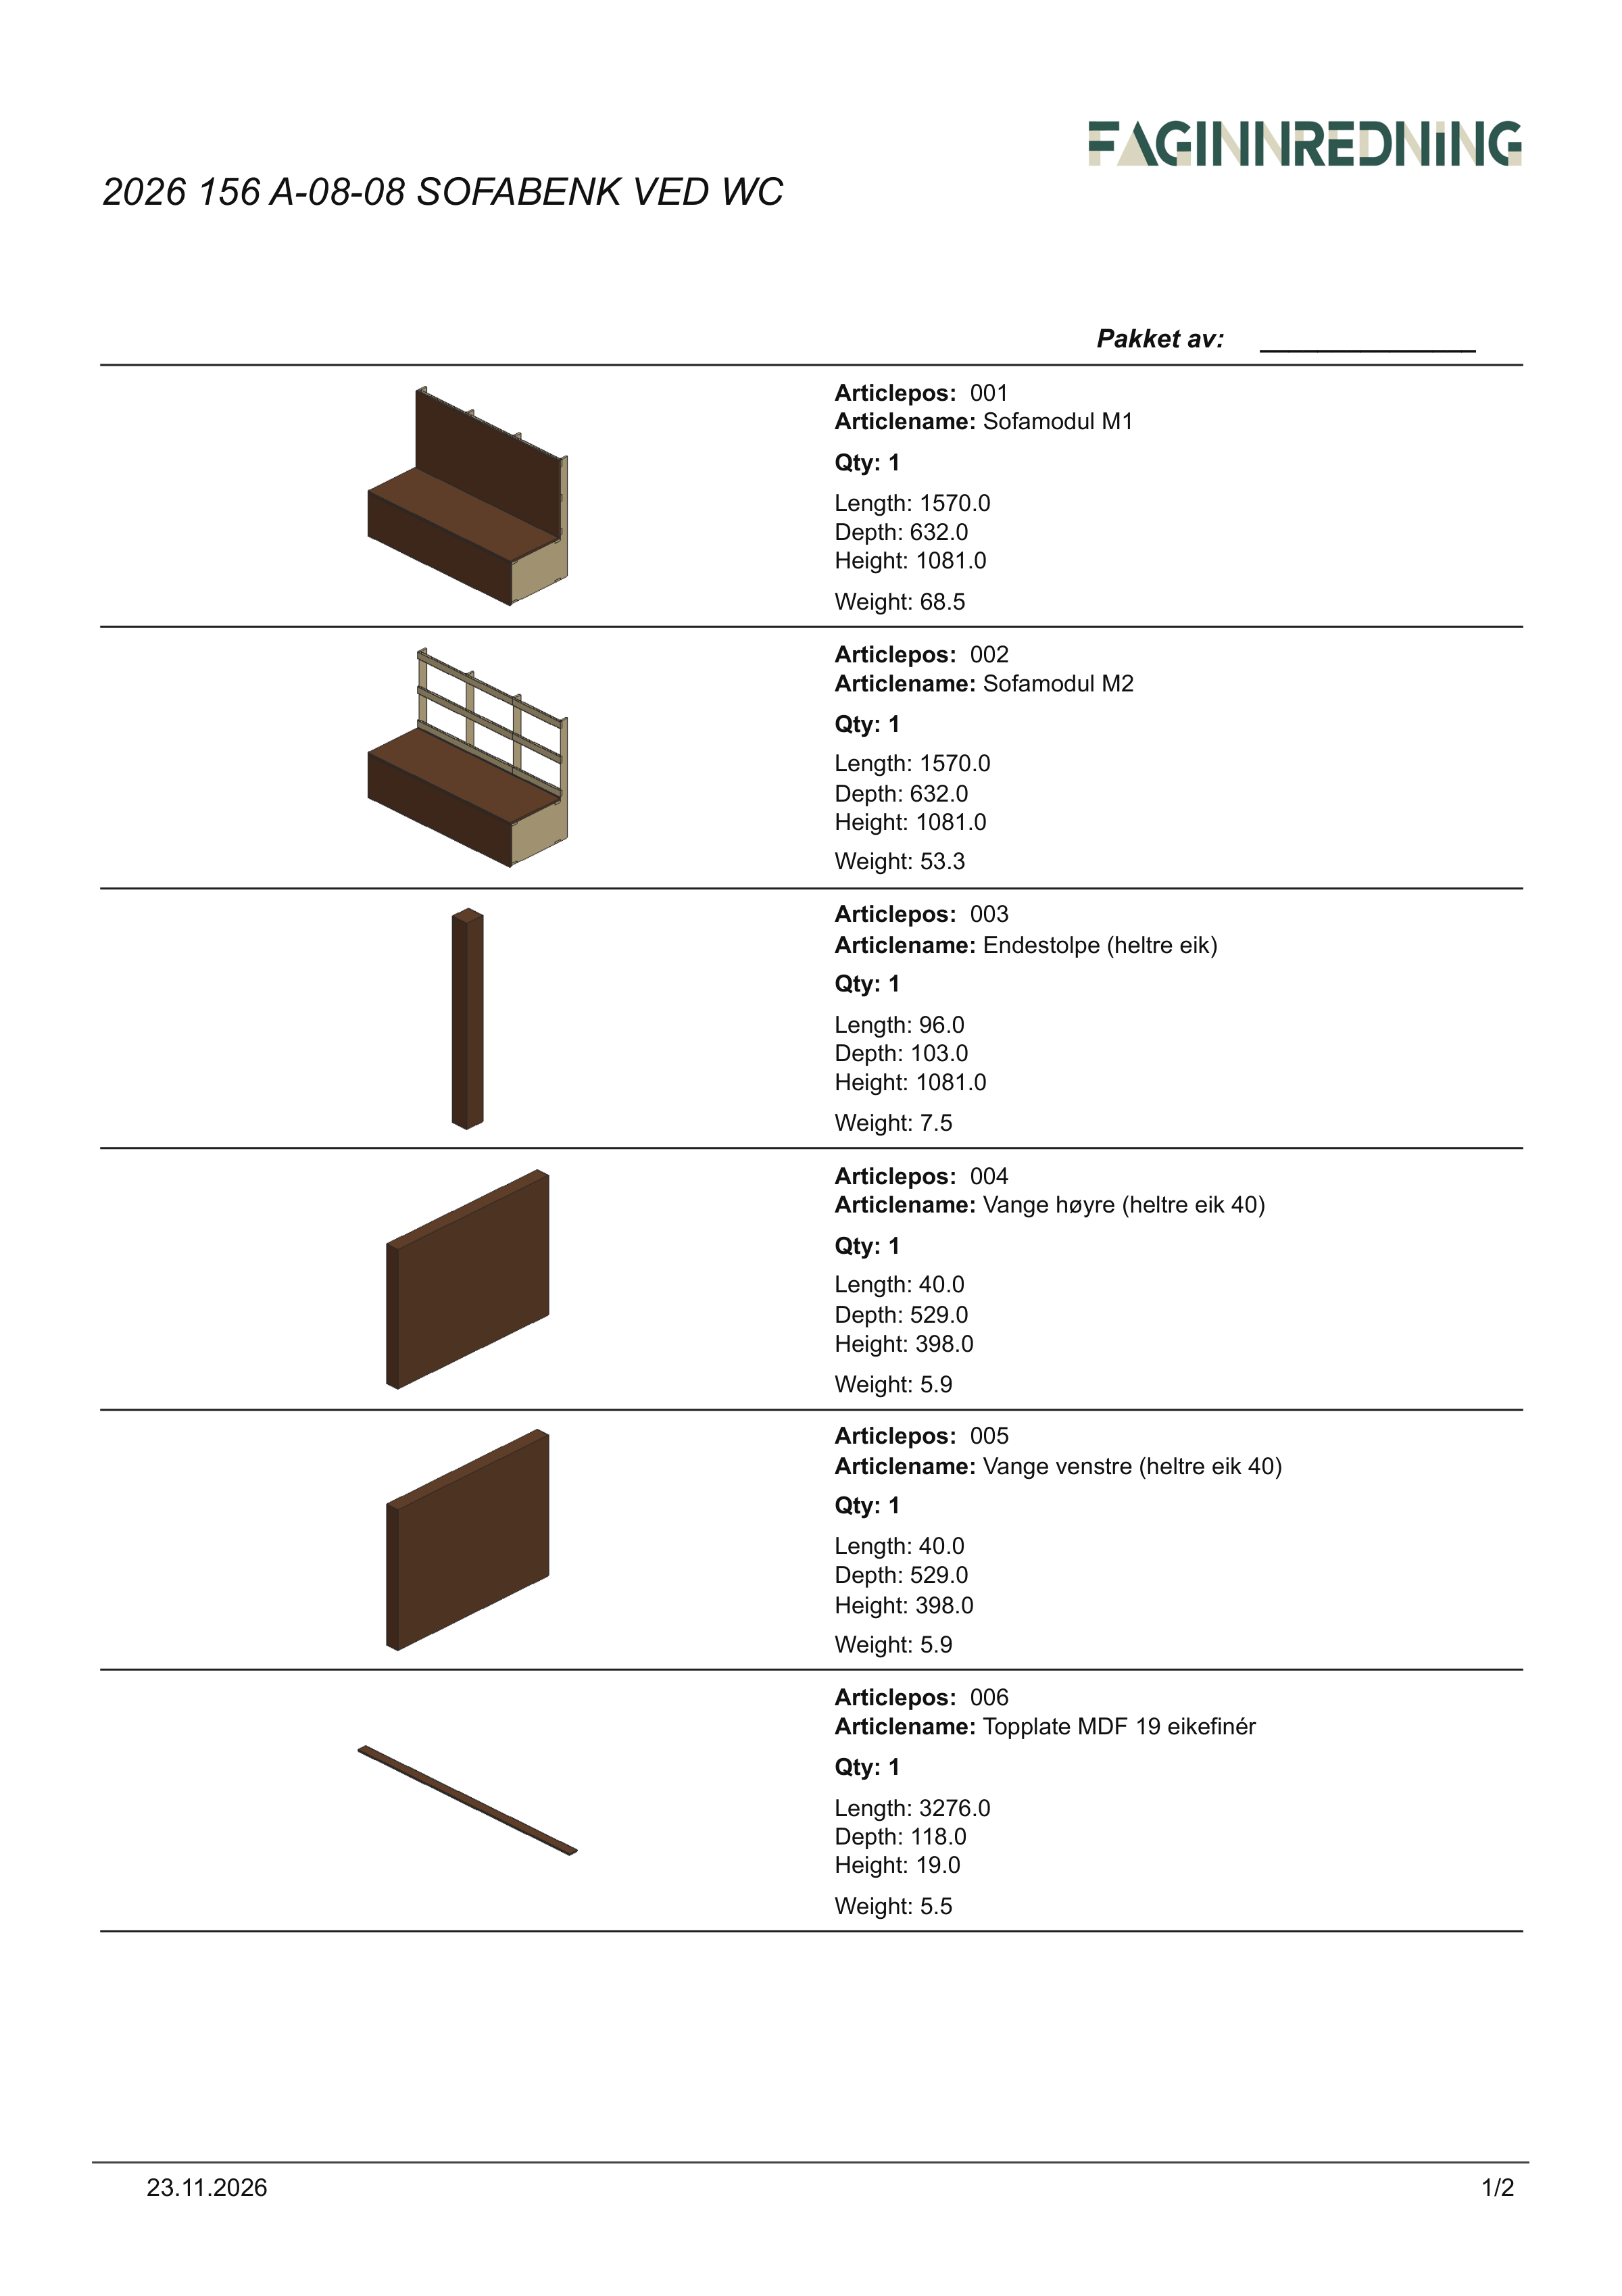 FAGINNREDNING
2026 156 A-08-08 SOFABENK VED WC
Pakket av:
Articlepos: 001
Articlename: Sofamodul M1
Qty: 1
Length: 1570.0
Depth: 632.0
Height: 1081.0
Weight: 68.5
Articlepos: 002
Articlename: Sofamodul M2
Qty: 1
Length: 1570.0
Depth: 632.0
Height: 1081.0
Weight: 53.3
Articlepos: 003
Articlename: Endestolpe (heltre eik)
Qty: 1
Length: 96.0
Depth: 103.0
Height: 1081.0
Weight: 7.5
Articlepos: 004
Articlename: Vange høyre (heltre eik 40)
Qty: 1
Length: 40.0
Depth: 529.0
Height: 398.0
Weight: 5.9
Articlepos: 005
Articlename: Vange venstre (heltre eik 40)
Qty: 1
Length: 40.0
Depth: 529.0
Height: 398.0
Weight: 5.9
Articlepos: 006
Articlename: Topplate MDF 19 eikefinér
Qty: 1
Length: 3276.0
Depth: 118.0
Height: 19.0
Weight: 5.5
23.11.2026
1/2